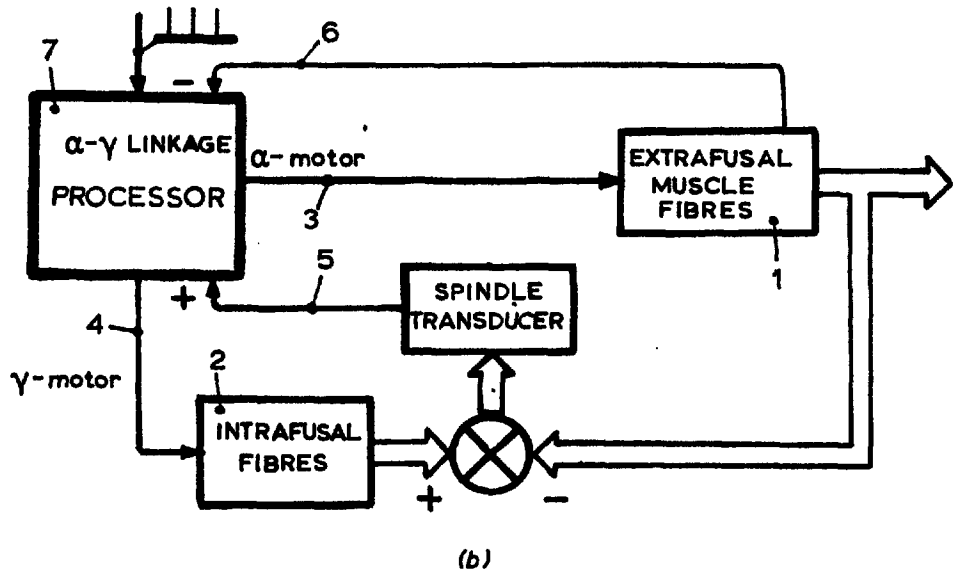 7
6
−
α-γ LINKAGE
PROCESSOR
α-motor
3
EXTRAFUSAL
MUSCLE
FIBRES
1
+
5
SPINDLE
TRANSDUCER
4
γ-motor
2
INTRAFUSAL
FIBRES
+
−
(b)